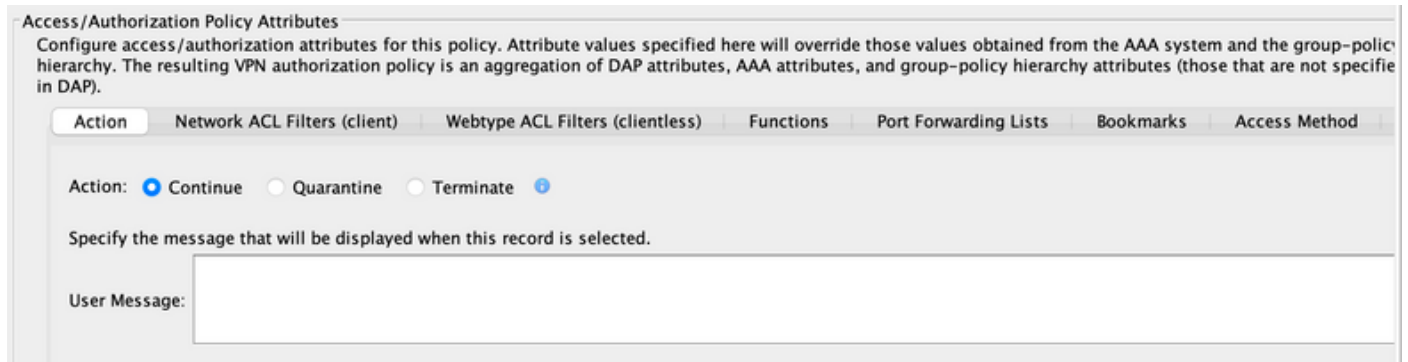 Access/Authorization Policy Attributes
Configure access/authorization attributes for this policy. Attribute values specified here will override those values obtained from the AAA system and the group-policy
hierarchy. The resulting VPN authorization policy is an aggregation of DAP attributes, AAA attributes, and group-policy hierarchy attributes (those that are not specifie
in DAP).
Action Network ACL Filters (client) Webtype ACL Filters (clientless) Functions Port Forwarding Lists Bookmarks Access Method
Action: Continue Quarantine Terminate
Specify the message that will be displayed when this record is selected.
User Message: